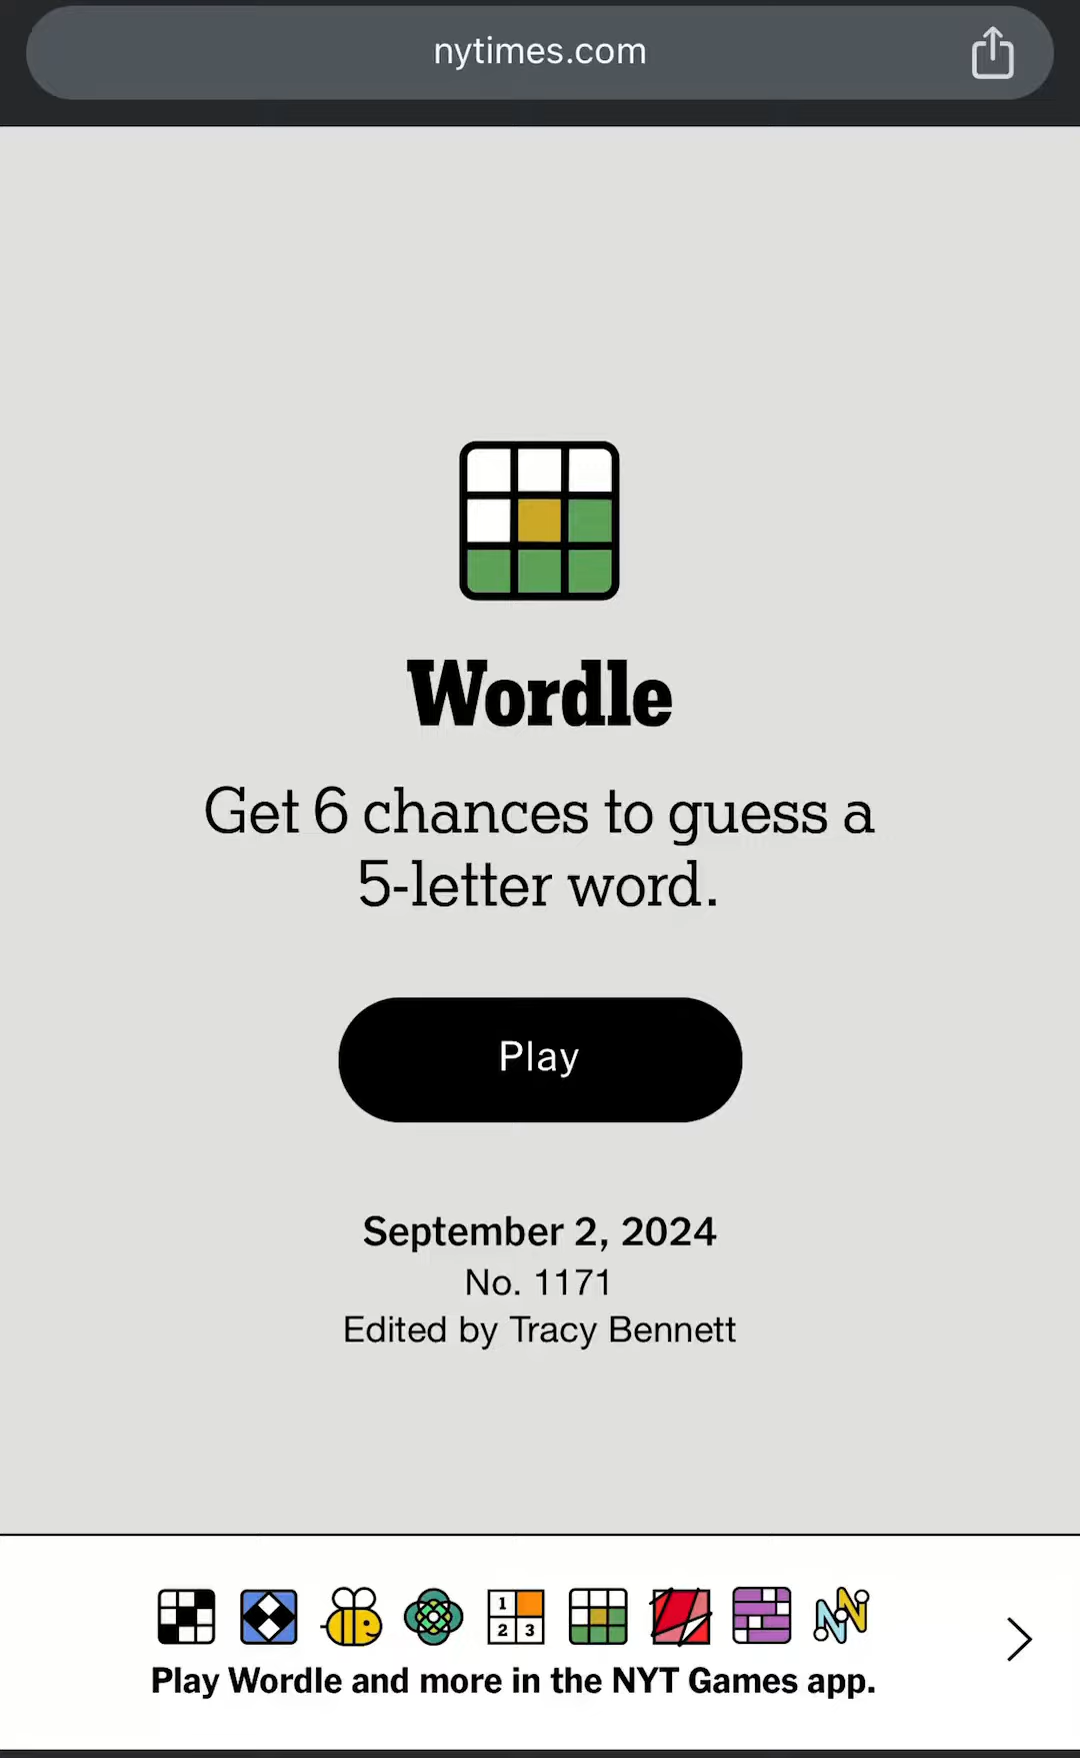 nytimes.com
Wordle
Get 6 chances to guess a
5-letter word.
Play
September 2, 2024
No. 1171
Edited by Tracy Bennett
1
2 3
Play Wordle and more in the NYT Games app.